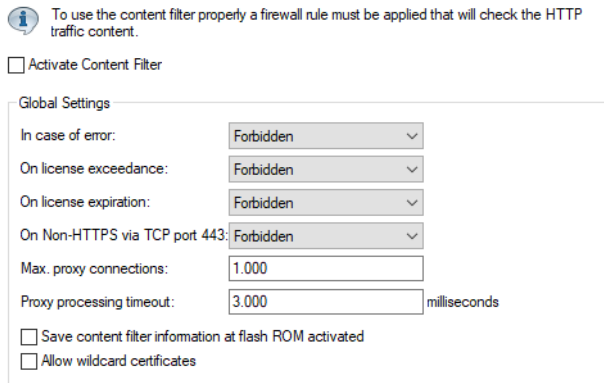 To use the content filter properly a firewall rule must be applied that will check the HTTP
traffic content.
Activate Content Filter
Global Settings
In case of error: Forbidden
On license exceedance: Forbidden
On license expiration: Forbidden
On Non-HTTPS via TCP port 443: Forbidden
Max. proxy connections: 1.000
Proxy processing timeout: 3.000 milliseconds
Save content filter information at flash ROM activated
Allow wildcard certificates